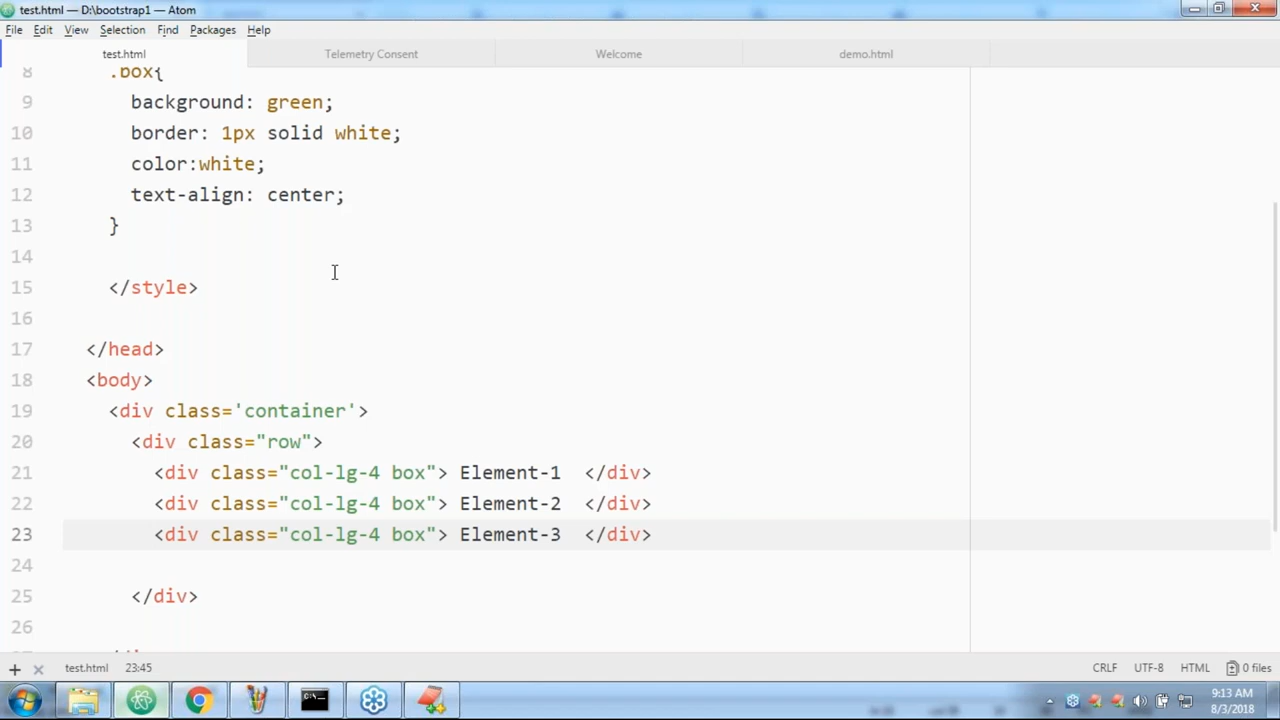 test.html — D:\bootstrap1 — Atom
File Edit View Selection Find Packages Help
test.html Telemetry Consent Welcome demo.html
8 .box{
9 background: green;
10 border: 1px solid white;
11 color:white;
12 text-align: center;
13 }
14
15 </style>
16
17 </head>
18 <body>
19 <div class='container'>
20 <div class="row">
21 <div class="col-lg-4 box"> Element-1 </div>
22 <div class="col-lg-4 box"> Element-2 </div>
23 <div class="col-lg-4 box"> Element-3 </div>
24
25 </div>
26
+ × test.html 23:45 CRLF UTF-8 HTML 0 files
9:13 AM
8/3/2018